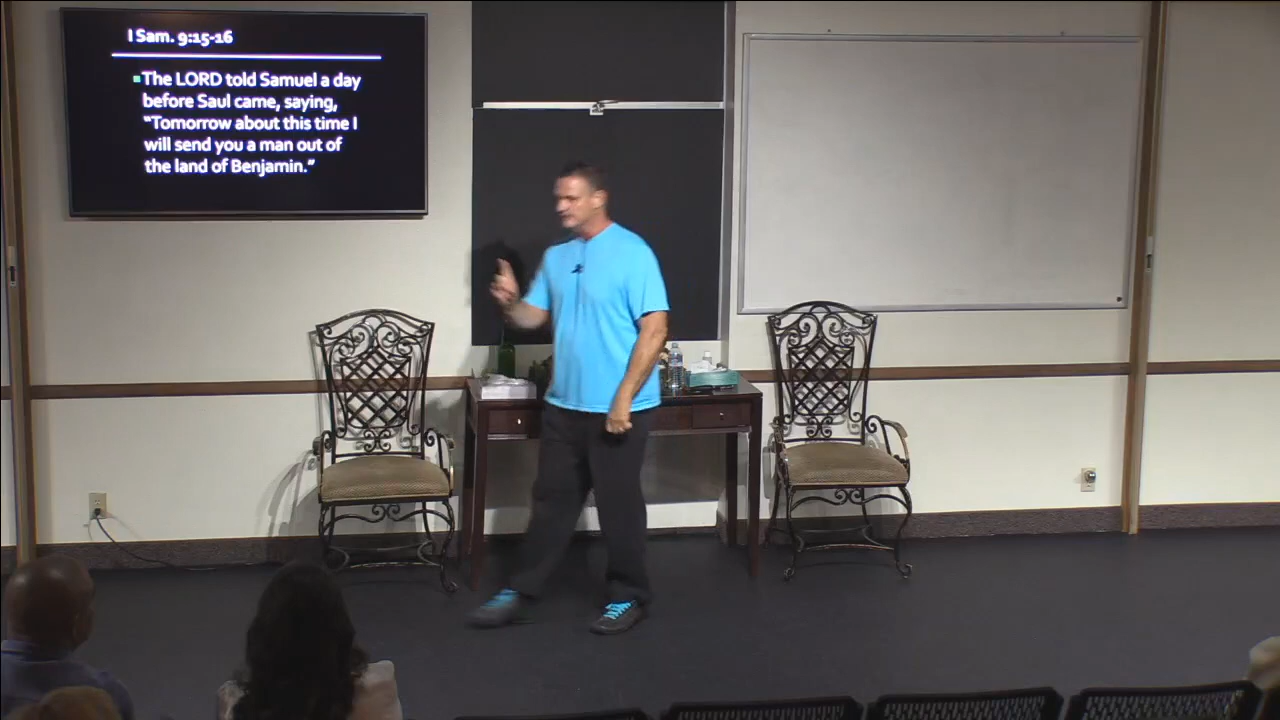 I Sam. 9:15-16
The LORD told Samuel a day
before Saul came, saying,
“Tomorrow about this time I
will send you a man out of
the land of Benjamin.”